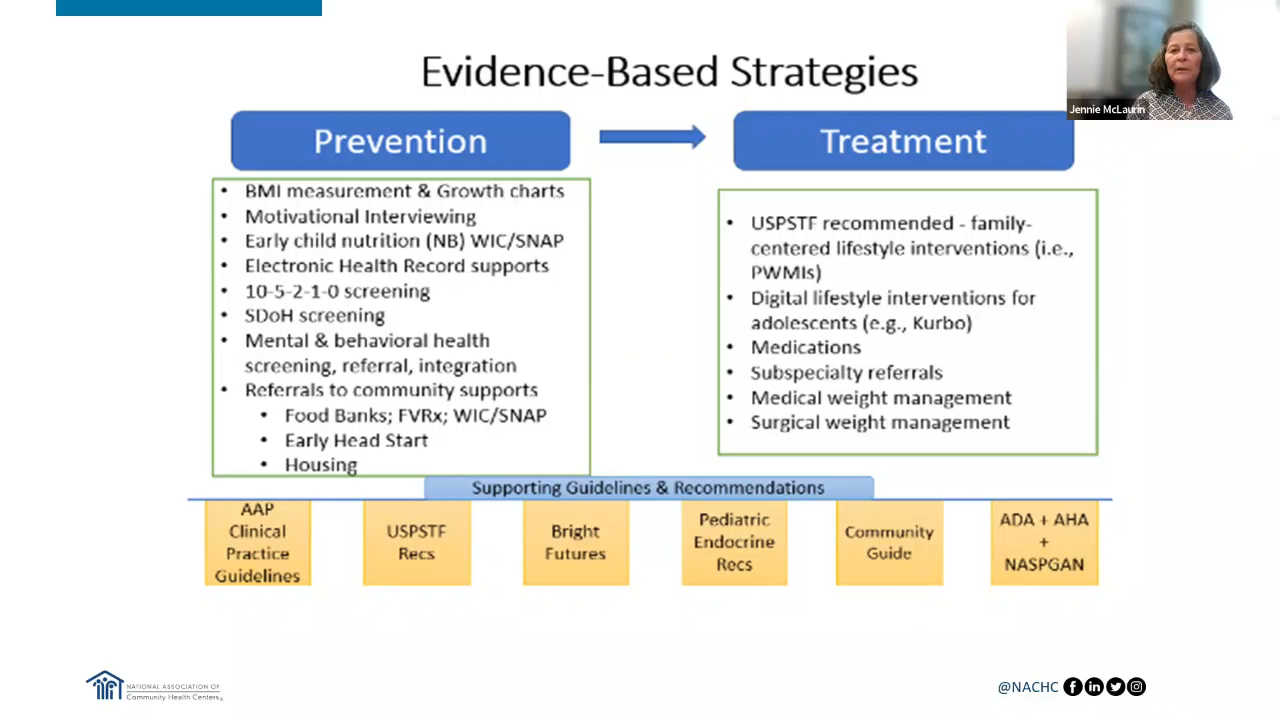 Evidence-Based Strategies
Jennie McLaurin
Prevention
Treatment
• BMI measurement & Growth charts
• Motivational Interviewing
• Early child nutrition (NB) WIC/SNAP
• Electronic Health Record supports
• 10-5-2-1-0 screening
• SDoH screening
• Mental & behavioral health
screening, referral, integration
• Referrals to community supports
• Food Banks; FVRx; WIC/SNAP
• Early Head Start
• Housing
• USPSTF recommended - family-
centered lifestyle interventions (i.e.,
PWMIs)
• Digital lifestyle interventions for
adolescents (e.g., Kurbo)
• Medications
• Subspecialty referrals
• Medical weight management
• Surgical weight management
Supporting Guidelines & Recommendations
AAP
Clinical
Practice
Guidelines
USPSTF
Recs
Bright
Futures
Pediatric
Endocrine
Recs
Community
Guide
ADA + AHA
+
NASPGAN
NATIONAL ASSOCIATION OF
Community Health Centers®
@NACHC